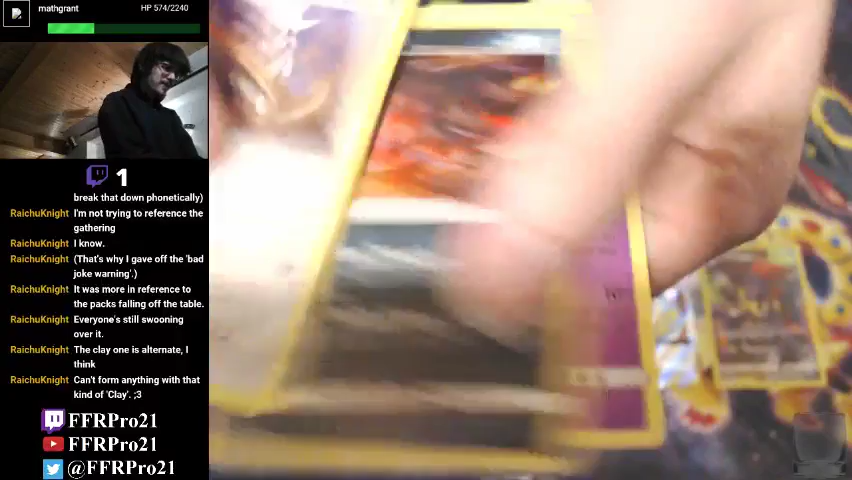 mathgrant
HP 574/2240
1
break that down phonetically)
RaichuKnight I'm not trying to reference the
gathering
RaichuKnight I know.
RaichuKnight (That's why I gave off the 'bad
joke warning'.)
RaichuKnight It was more in reference to
the packs falling off the table.
RaichuKnight Everyone's still swooning
over it.
RaichuKnight The clay one is alternate, I
think
RaichuKnight Can't form anything with that
kind of 'Clay'. ;3
FFRPro21
FFRPro21
@FFRPro21